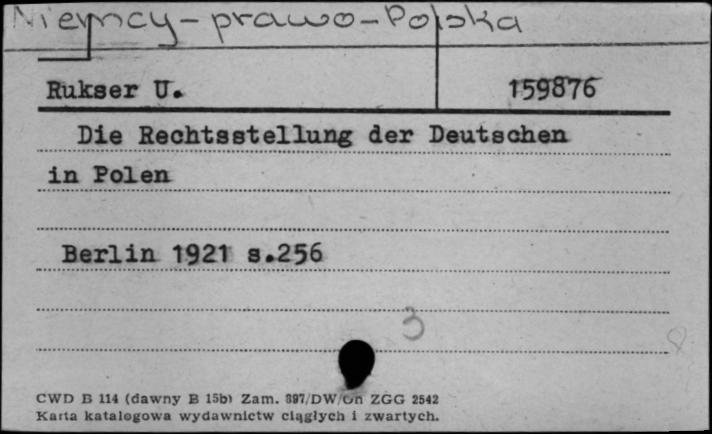 Niemcy-prawo-Polska
Rukser U. 159876
Die Rechtsstellung der Deutschen
in Polen
Berlin 1921 s.256
3
8
CWD B 114 (dawny B 15b) Zam. 897/DW/On ZGG 2542
Karta katalogowa wydawnictw ciągłych i zwartych.